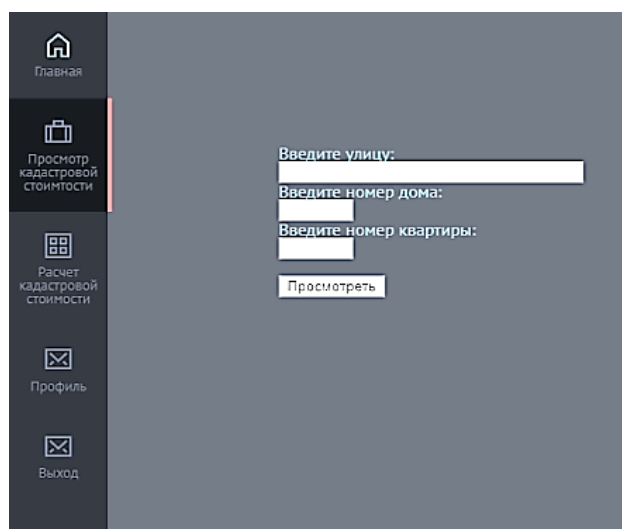 Главная
Просмотр
кадастровой
стоимтости
Расчет
кадастровой
стоимости
Профиль
Выход
Введите улицу:
Введите номер дома:
Введите номер квартиры:
Просмотреть